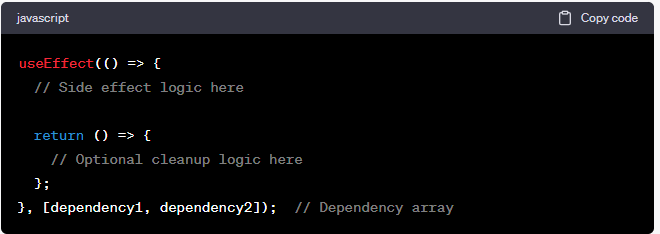 javascript Copy code
useEffect(() => {
  // Side effect logic here
  return () => {
    // Optional cleanup logic here
  };
}, [dependency1, dependency2]);  // Dependency array